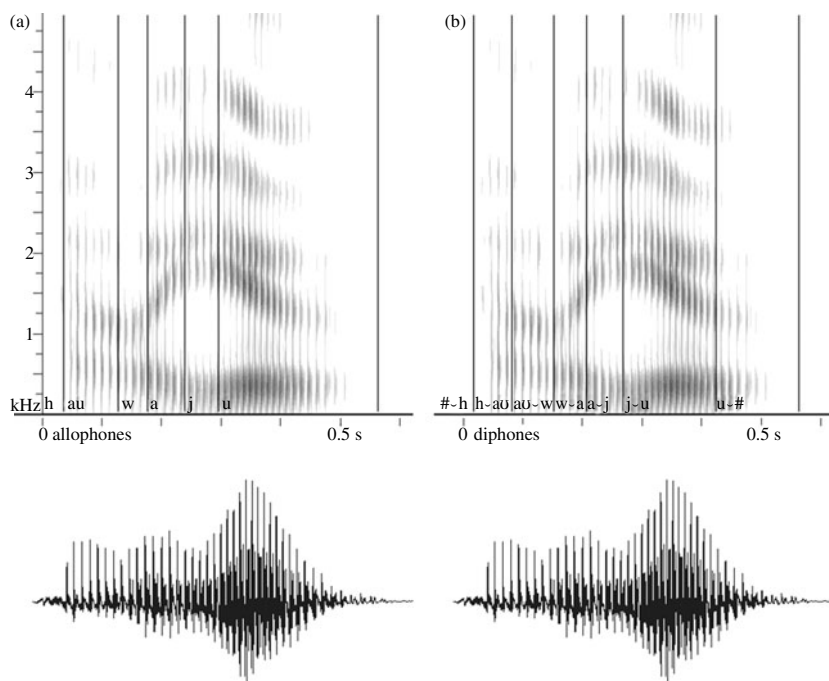 (a)
4
3
2
1
kHz h au w a j u
0 allophones 0.5 s
(b)
#⌣h h⌣aʊ aʊ⌣w w⌣a a⌣j j⌣u u⌣#
0 diphones 0.5 s